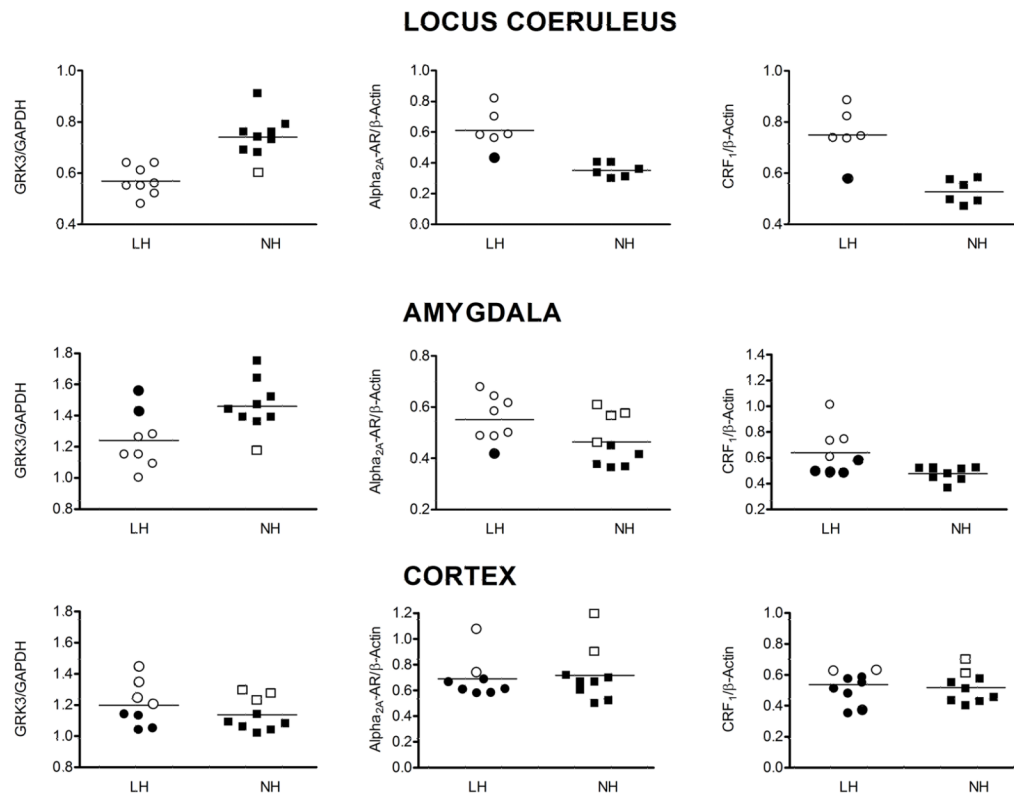 LOCUS COERULEUS
GRK3/GAPDH
1.0
0.8
0.6
0.4
LH NH
Alpha2A-AR/β-Actin
1.0
0.8
0.6
0.4
0.2
0.0
LH NH
CRF1/β-Actin
1.0
0.8
0.6
0.4
LH NH
AMYGDALA
GRK3/GAPDH
1.8
1.6
1.4
1.2
1.0
0.8
LH NH
Alpha2A-AR/β-Actin
0.8
0.6
0.4
0.2
LH NH
CRF1/β-Actin
1.4
1.2
1.0
0.8
0.6
0.4
0.2
LH NH
CORTEX
GRK3/GAPDH
1.8
1.6
1.4
1.2
1.0
0.8
LH NH
Alpha2A-AR/β-Actin
1.2
1.0
0.8
0.6
0.4
0.2
0.0
LH NH
CRF1/β-Actin
1.0
0.8
0.6
0.4
0.2
0.0
LH NH